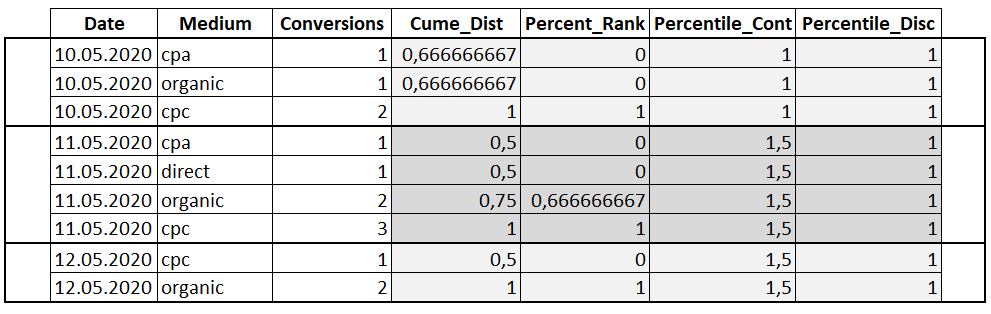 Date Medium Conversions Cume_Dist Percent_Rank Percentile_Cont Percentile_Disc
10.05.2020 cpa 1 0,666666667 0 1 1
10.05.2020 organic 1 0,666666667 0 1 1
10.05.2020 cpc 2 1 1 1 1
11.05.2020 cpa 1 0,5 0 1,5 1
11.05.2020 direct 1 0,5 0 1,5 1
11.05.2020 organic 2 0,75 0,666666667 1,5 1
11.05.2020 cpc 3 1 1 1,5 1
12.05.2020 cpc 1 0,5 0 1,5 1
12.05.2020 organic 2 1 1 1,5 1